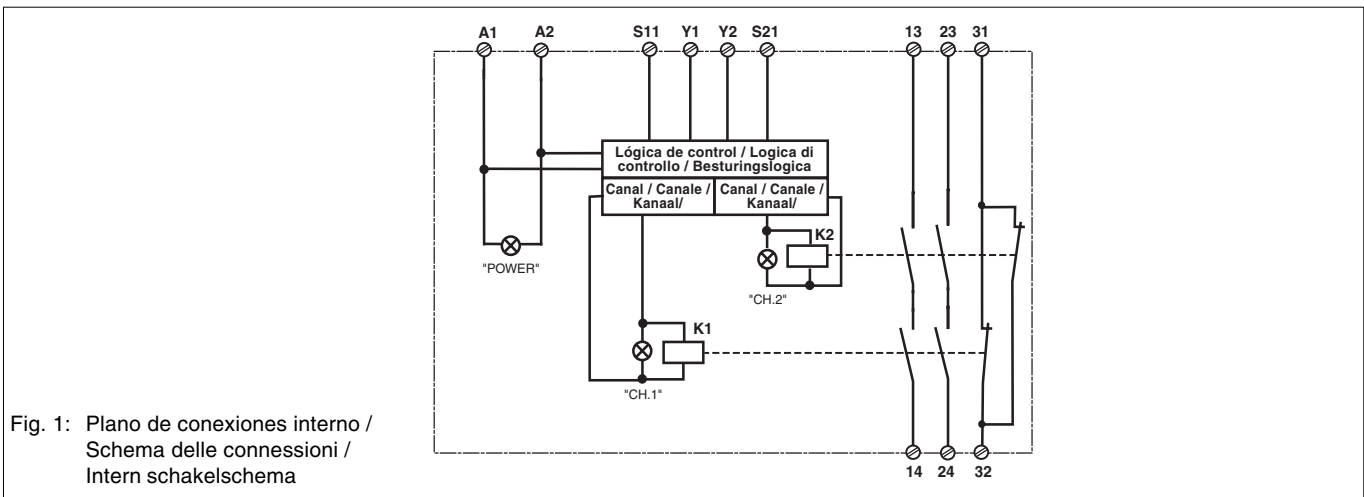 A1 A2 S11 Y1 Y2 S21 13 23 31
Lógica de control / Logica di
controllo / Besturingslogica
Canal / Canale /
Kanaal/
Canal / Canale /
Kanaal/
K2
"POWER"
"CH.2"
K1
"CH.1"
14 24 32
Fig. 1: Plano de conexiones interno /
Schema delle connessioni /
Intern schakelschema